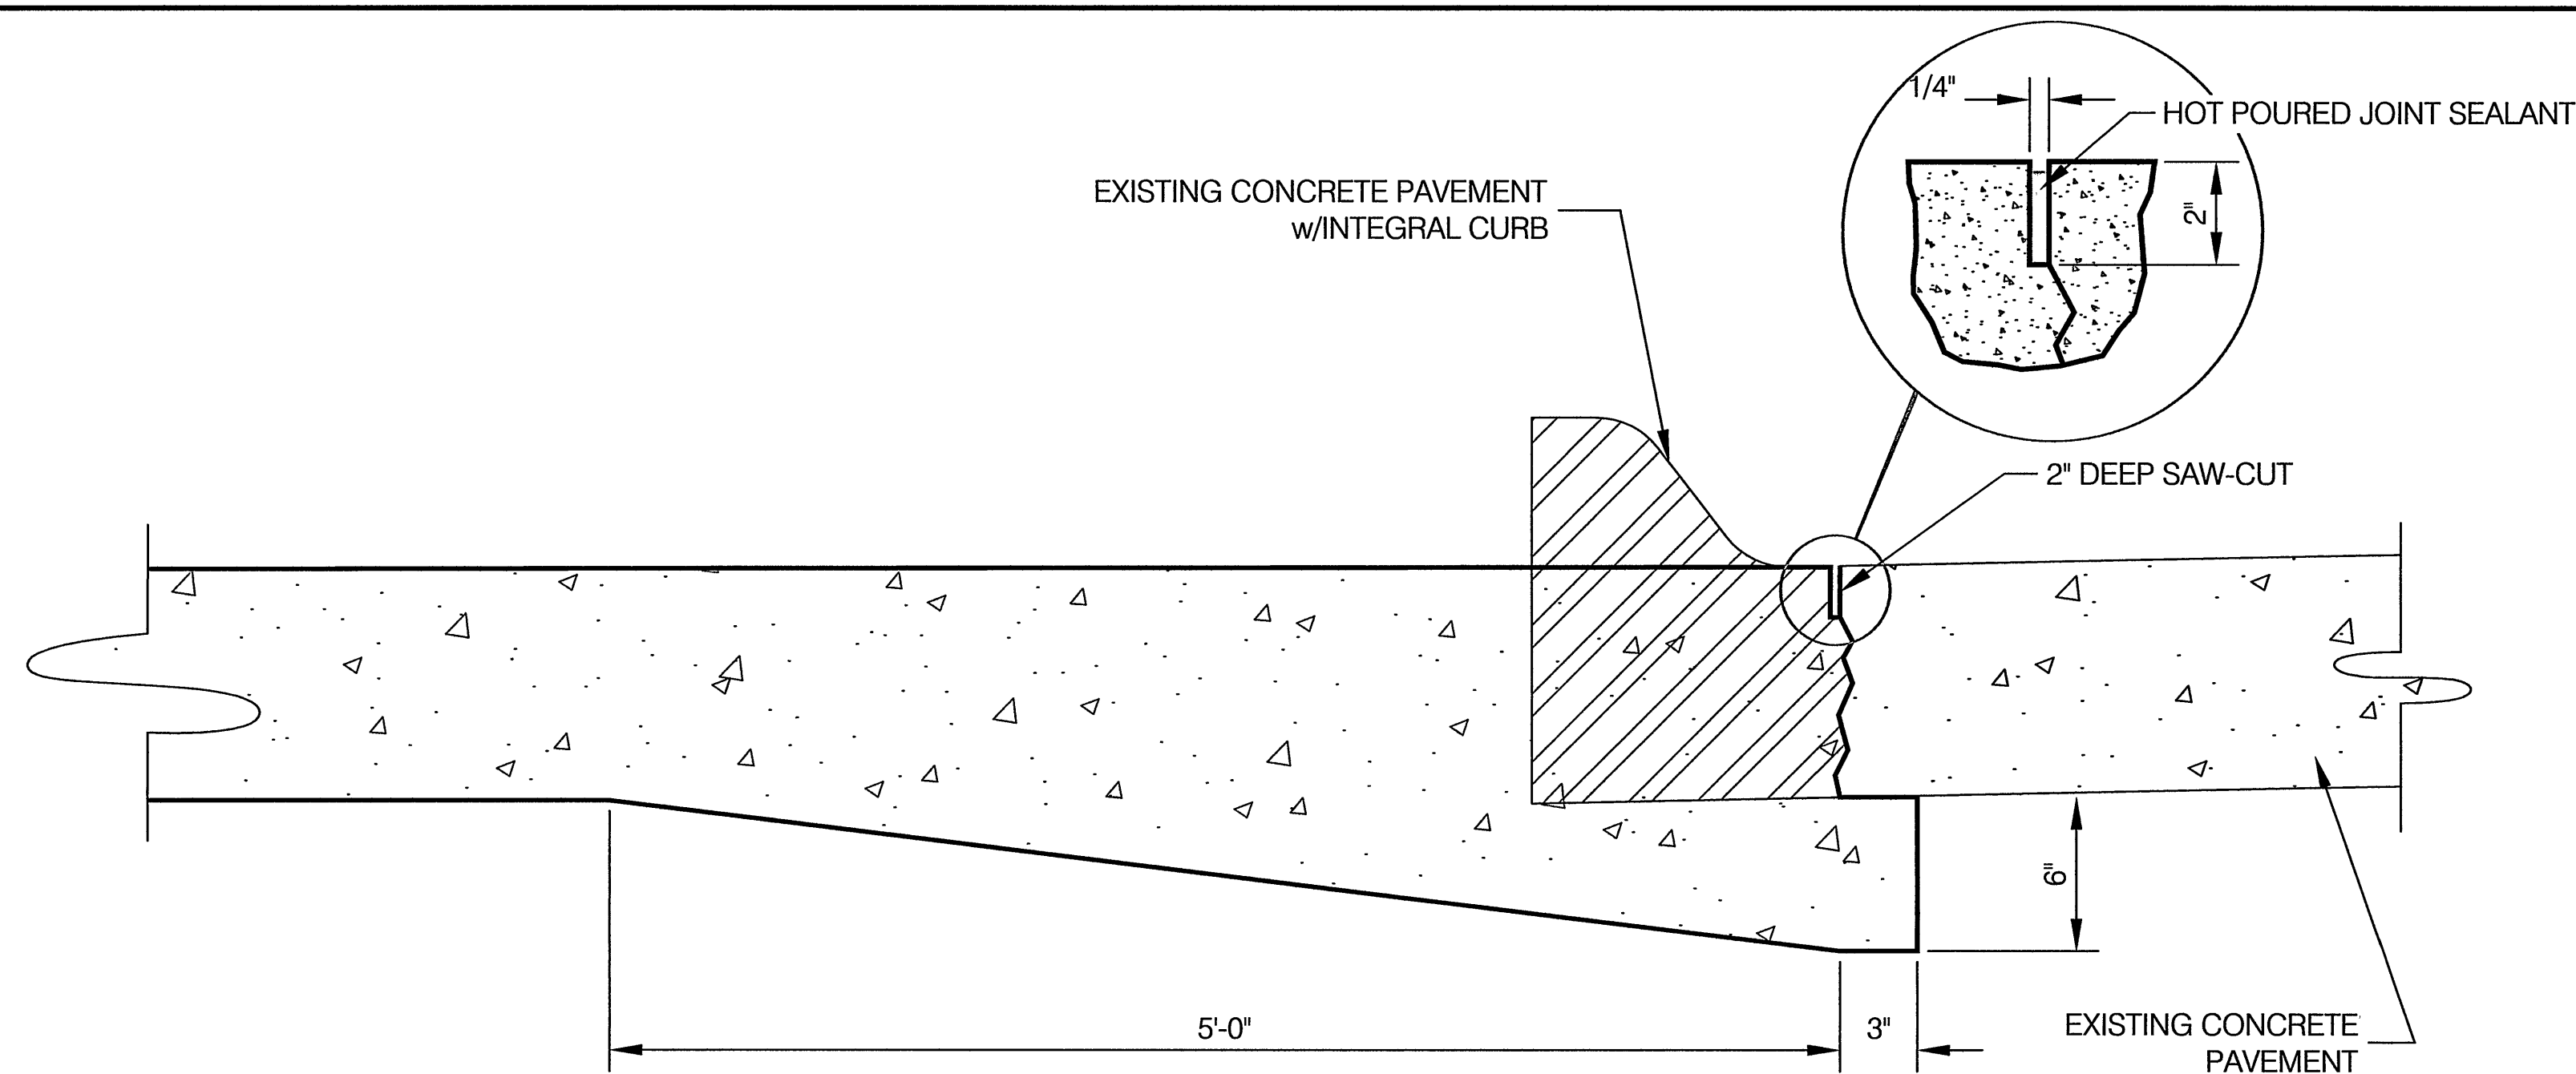 1/4"
HOT POURED JOINT SEALANT
EXISTING CONCRETE PAVEMENT
w/INTEGRAL CURB
2"
2" DEEP SAW-CUT
6"
5'-0"
3"
EXISTING CONCRETE
PAVEMENT